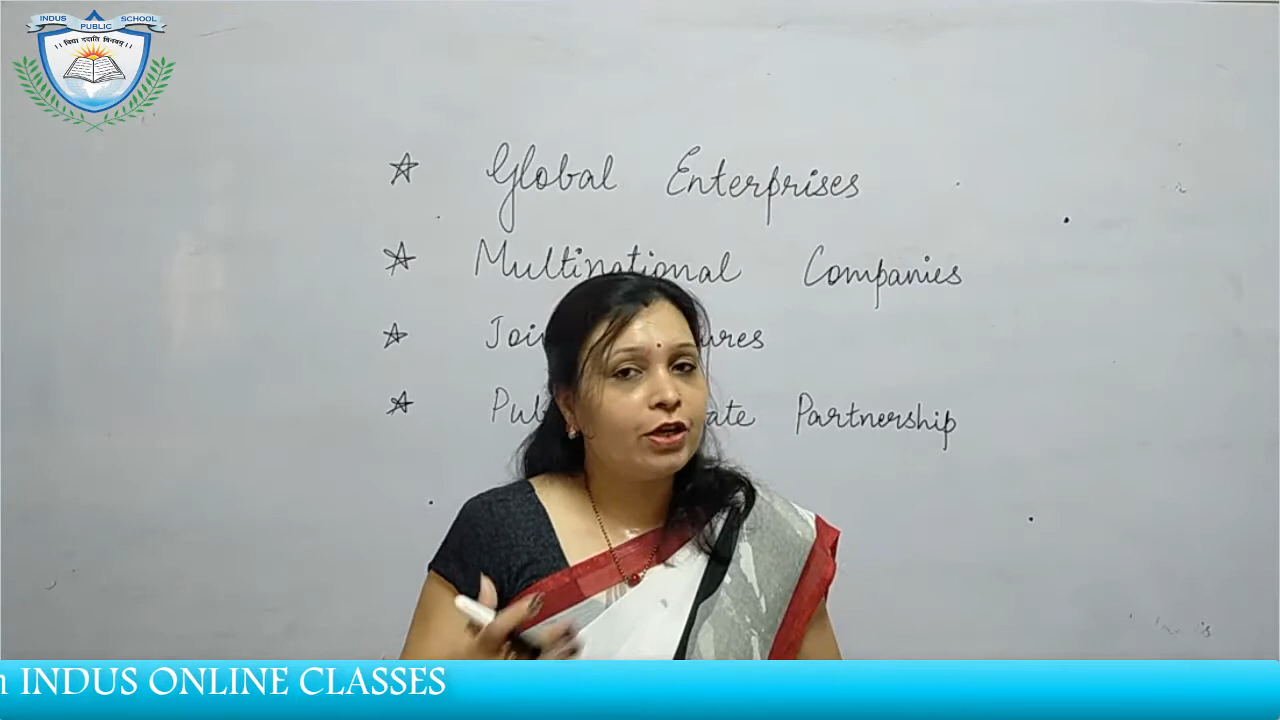 INDUS PUBLIC SCHOOL
।। विद्या ददाति विनयम् ।।
☆ Global Enterprises
☆ Multinational Companies
☆
☆ Partnership
INDUS ONLINE CLASSES